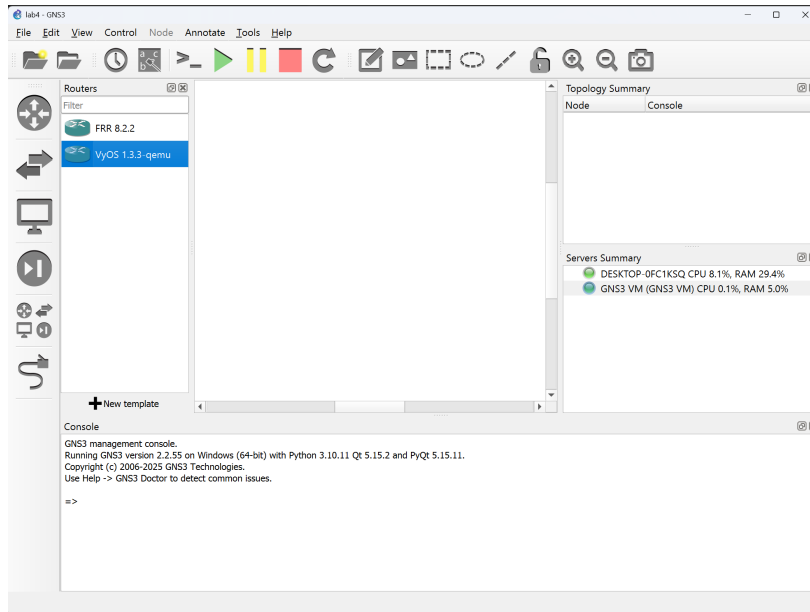 lab4 - GNS3
File Edit View Control Node Annotate Tools Help
a c
b
>_
Routers
Filter
FRR 8.2.2
VyOS 1.3.3-qemu
New template
Topology Summary
Node Console
Servers Summary
DESKTOP-0FC1KSQ CPU 8.1%, RAM 29.4%
GNS3 VM (GNS3 VM) CPU 0.1%, RAM 5.0%
Console
GNS3 management console.
Running GNS3 version 2.2.55 on Windows (64-bit) with Python 3.10.11 Qt 5.15.2 and PyQt 5.15.11.
Copyright (c) 2006-2025 GNS3 Technologies.
Use Help -> GNS3 Doctor to detect common issues.
=>